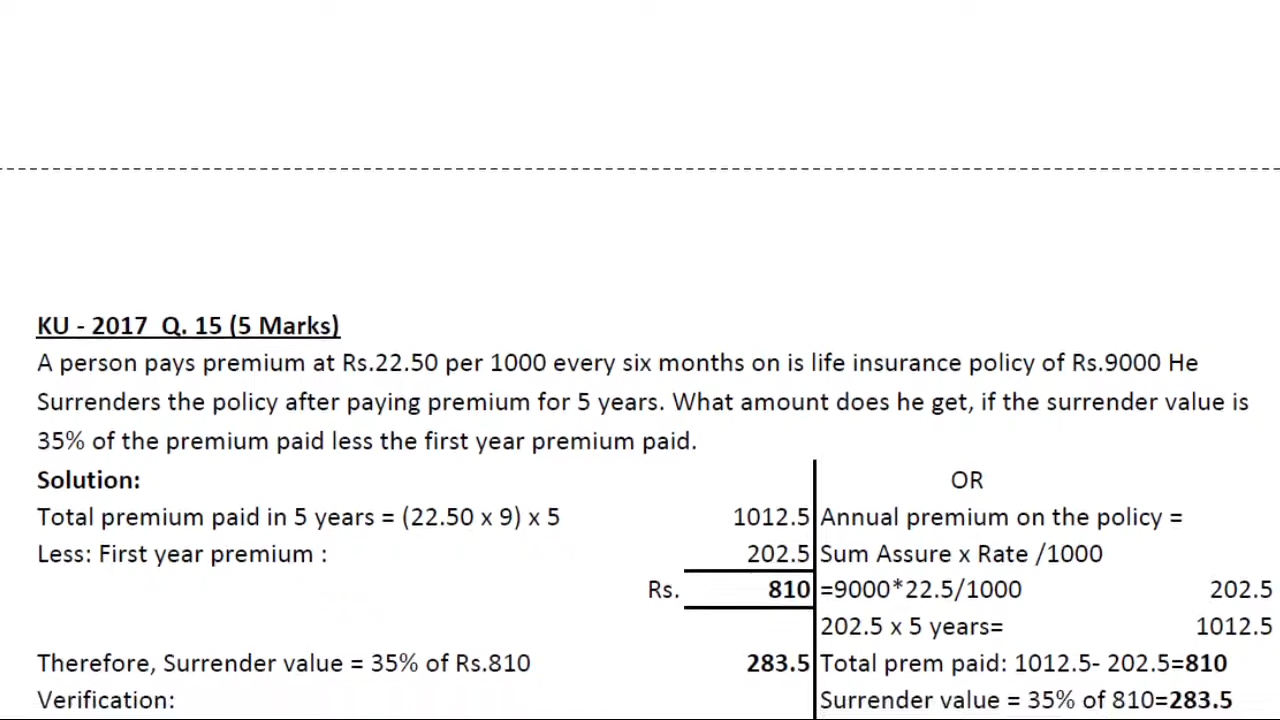 KU - 2017 Q. 15 (5 Marks)
A person pays premium at Rs.22.50 per 1000 every six months on is life insurance policy of Rs.9000 He
Surrenders the policy after paying premium for 5 years. What amount does he get, if the surrender value is
35% of the premium paid less the first year premium paid.
Solution:
Total premium paid in 5 years = (22.50 x 9) x 5 1012.5
Less: First year premium : 202.5
Rs. 810
Therefore, Surrender value = 35% of Rs.810 283.5
Verification:
OR
Annual premium on the policy =
Sum Assure x Rate /1000
=9000*22.5/1000 202.5
202.5 x 5 years= 1012.5
Total prem paid: 1012.5- 202.5=810
Surrender value = 35% of 810=283.5